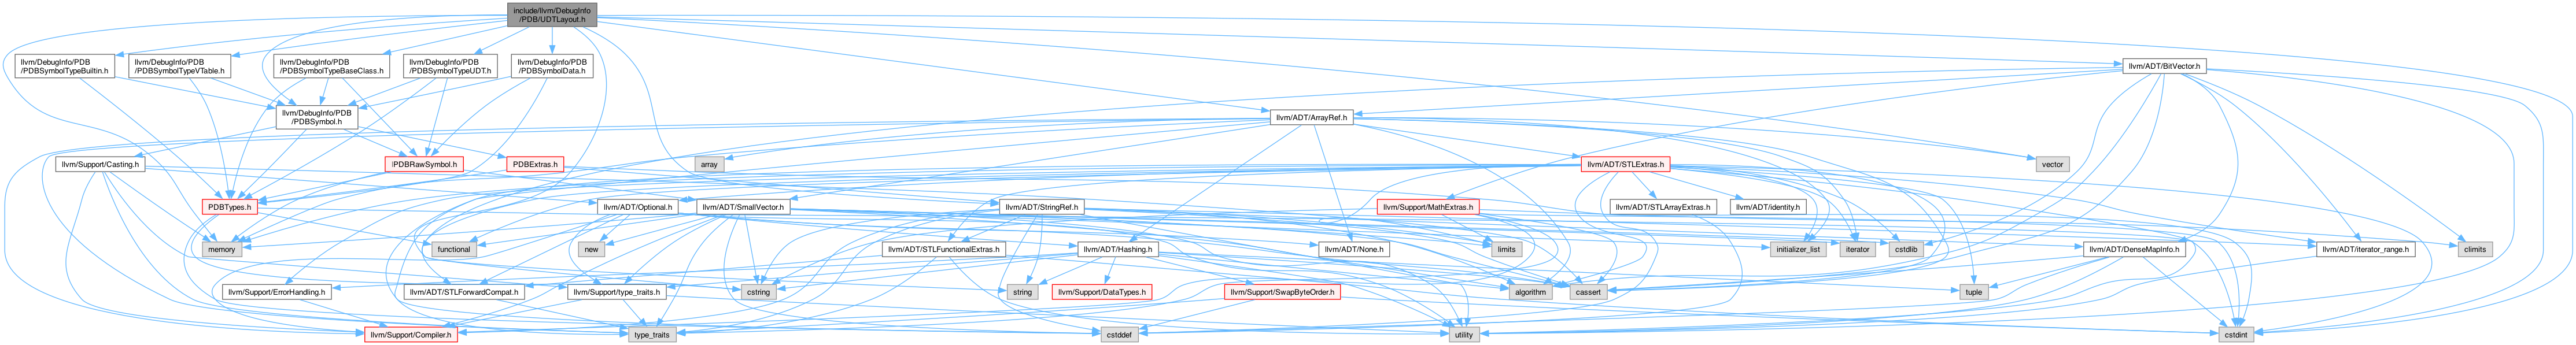 include/llvm/DebugInfo
/PDB/UDTLayout.h
llvm/DebugInfo/PDB
/PDBSymbolTypeBuiltin.h
llvm/DebugInfo/PDB
/PDBSymbolTypeVTable.h
llvm/DebugInfo/PDB
/PDBSymbolTypeBaseClass.h
llvm/DebugInfo/PDB
/PDBSymbolTypeUDT.h
llvm/DebugInfo/PDB
/PDBSymbolData.h
llvm/ADT/BitVector.h
llvm/DebugInfo/PDB
/PDBSymbol.h
llvm/ADT/ArrayRef.h
llvm/Support/Casting.h
IPDBRawSymbol.h
PDBExtras.h
array
llvm/ADT/STLExtras.h
vector
PDBTypes.h
llvm/ADT/Optional.h
llvm/ADT/SmallVector.h
llvm/ADT/StringRef.h
llvm/Support/MathExtras.h
llvm/ADT/STLArrayExtras.h
llvm/ADT/identity.h
memory
functional
new
llvm/ADT/STLFunctionalExtras.h
llvm/ADT/Hashing.h
limits
llvm/ADT/None.h
initializer_list
iterator
cstdlib
llvm/ADT/DenseMapInfo.h
llvm/ADT/iterator_range.h
climits
llvm/Support/ErrorHandling.h
llvm/ADT/STLForwardCompat.h
llvm/Support/type_traits.h
cstring
string
llvm/Support/DataTypes.h
llvm/Support/SwapByteOrder.h
algorithm
cassert
tuple
llvm/Support/Compiler.h
type_traits
cstddef
utility
cstdint